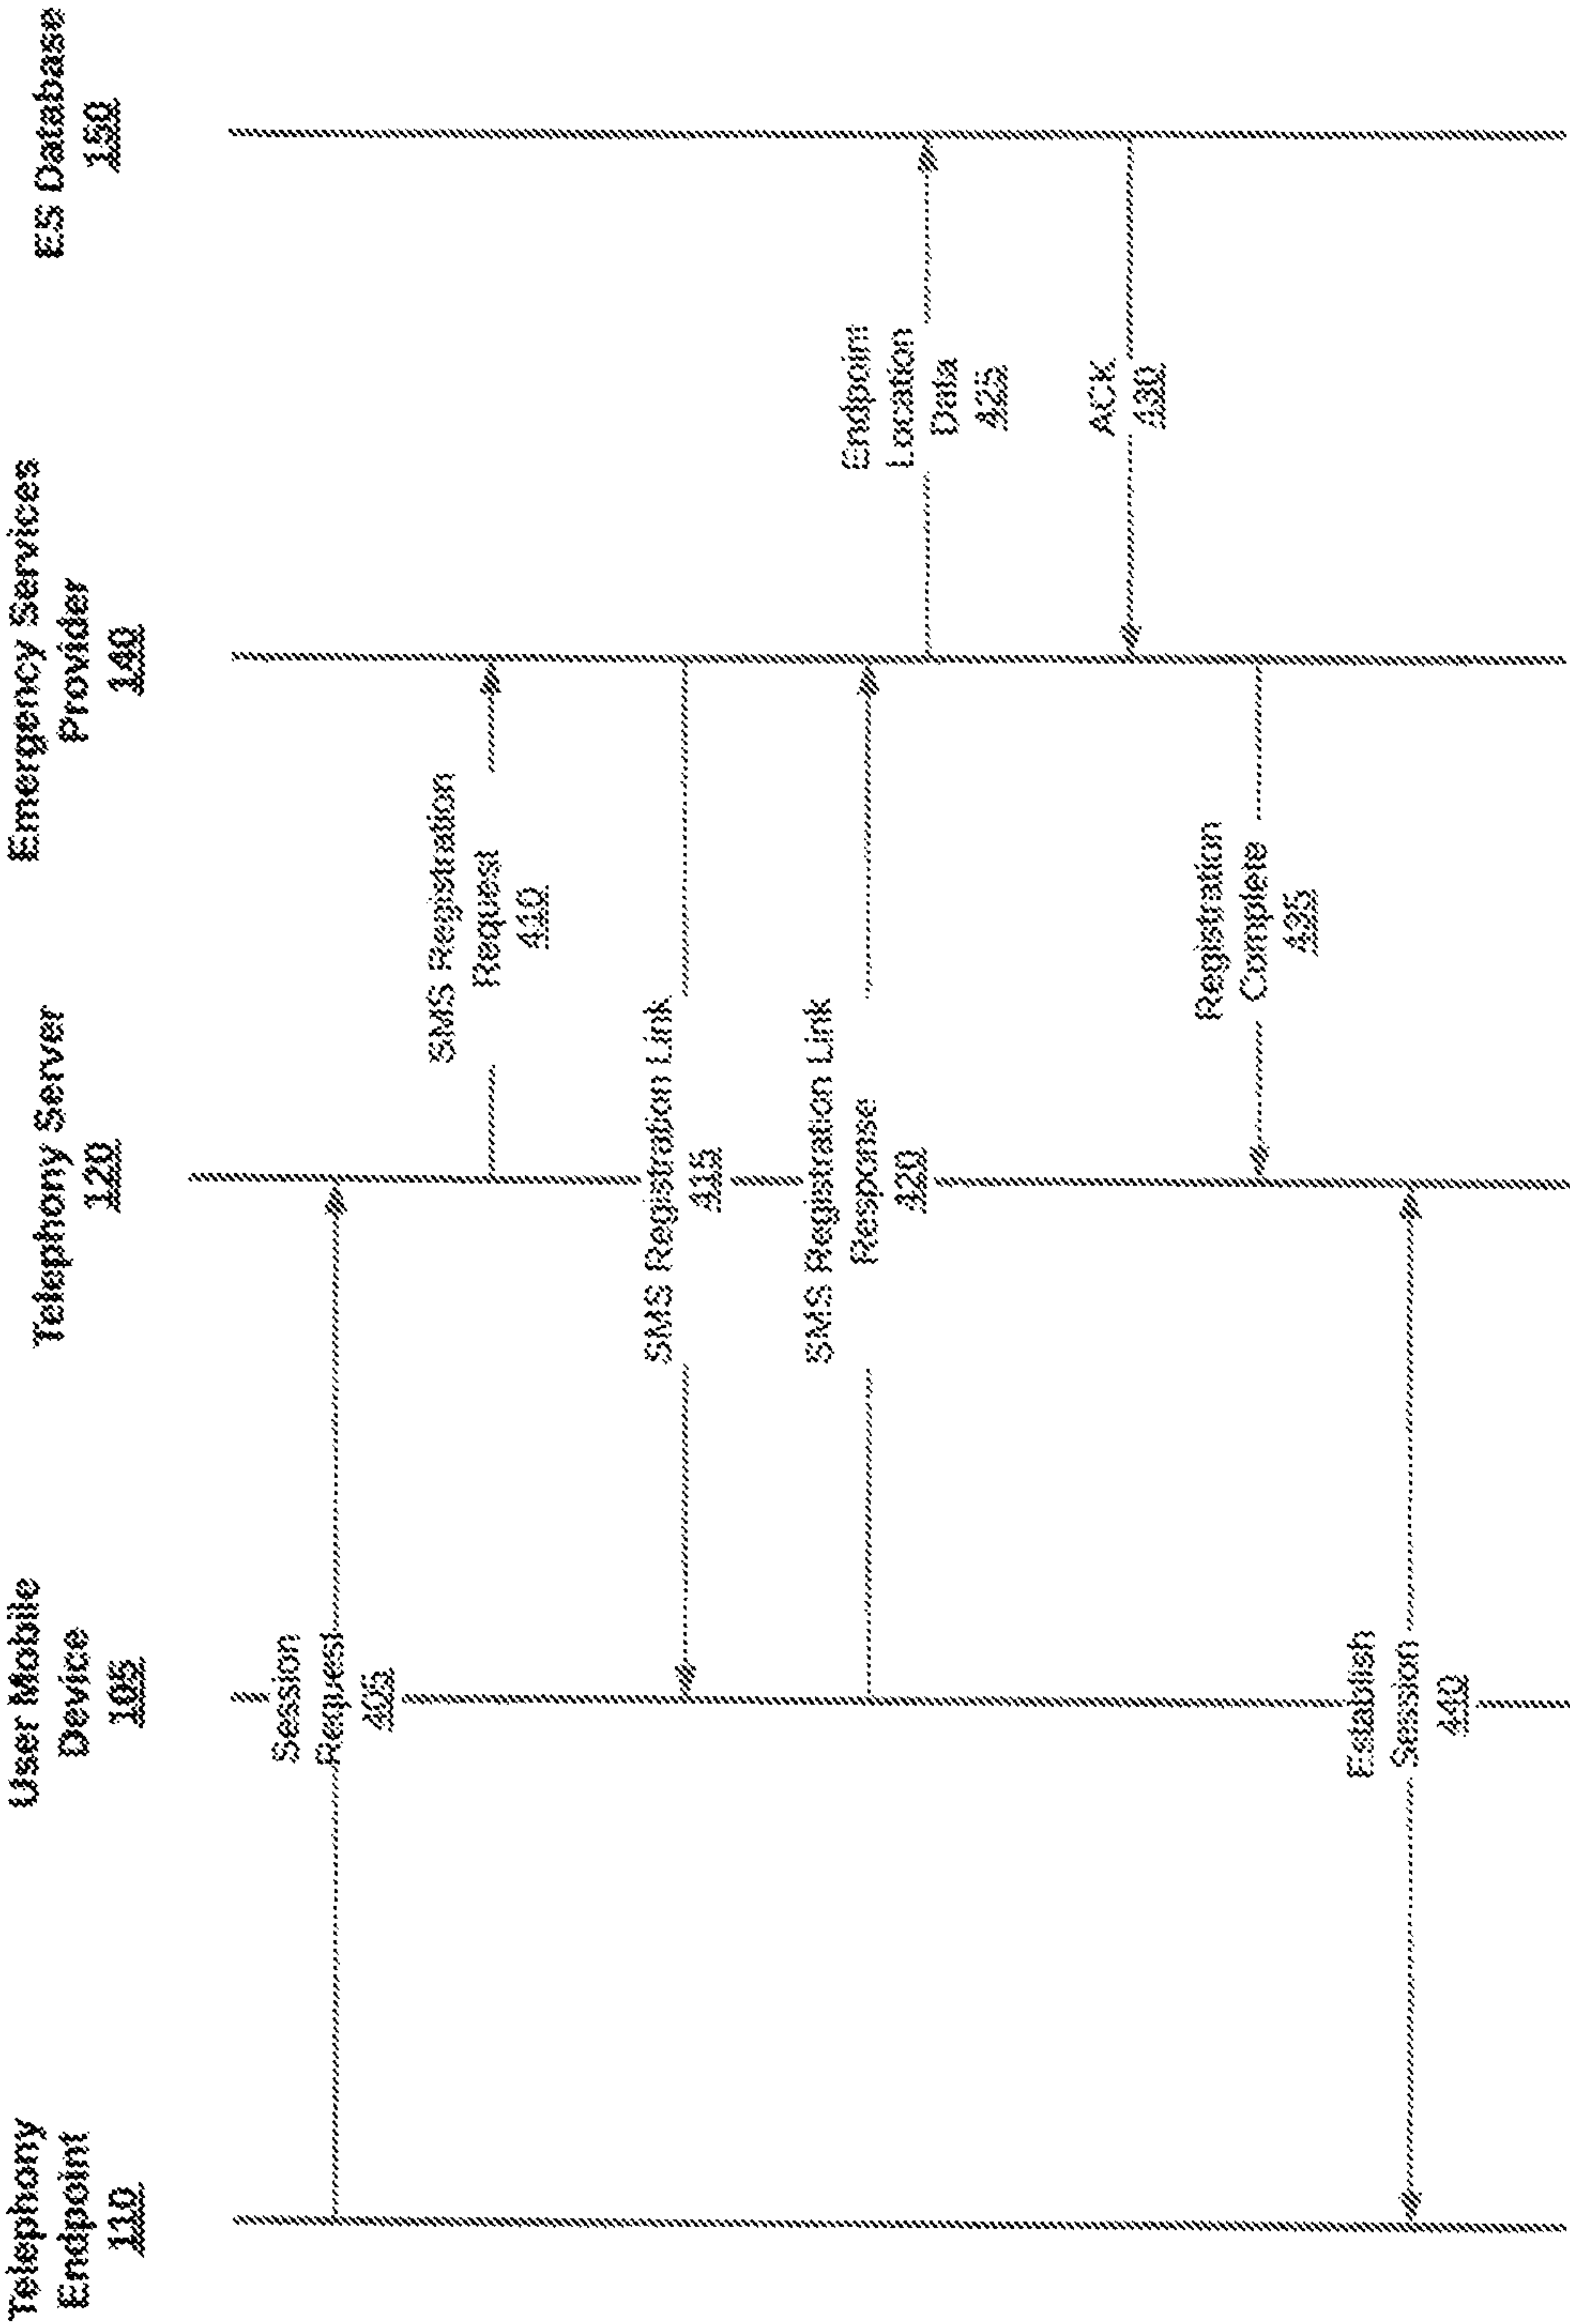 Telephony
Endpoint
110
User Mobile
Device
105
Telephony Server
120
Emergency Services
Provider
140
ES Database
150
Session
Request
405
SMS Registration
Request
410
SMS Registration Link
415
SMS Registration Link
Response
420
Endpoint
Location
Data
425
ACK
430
Registration
Complete
435
Establish
Session
440